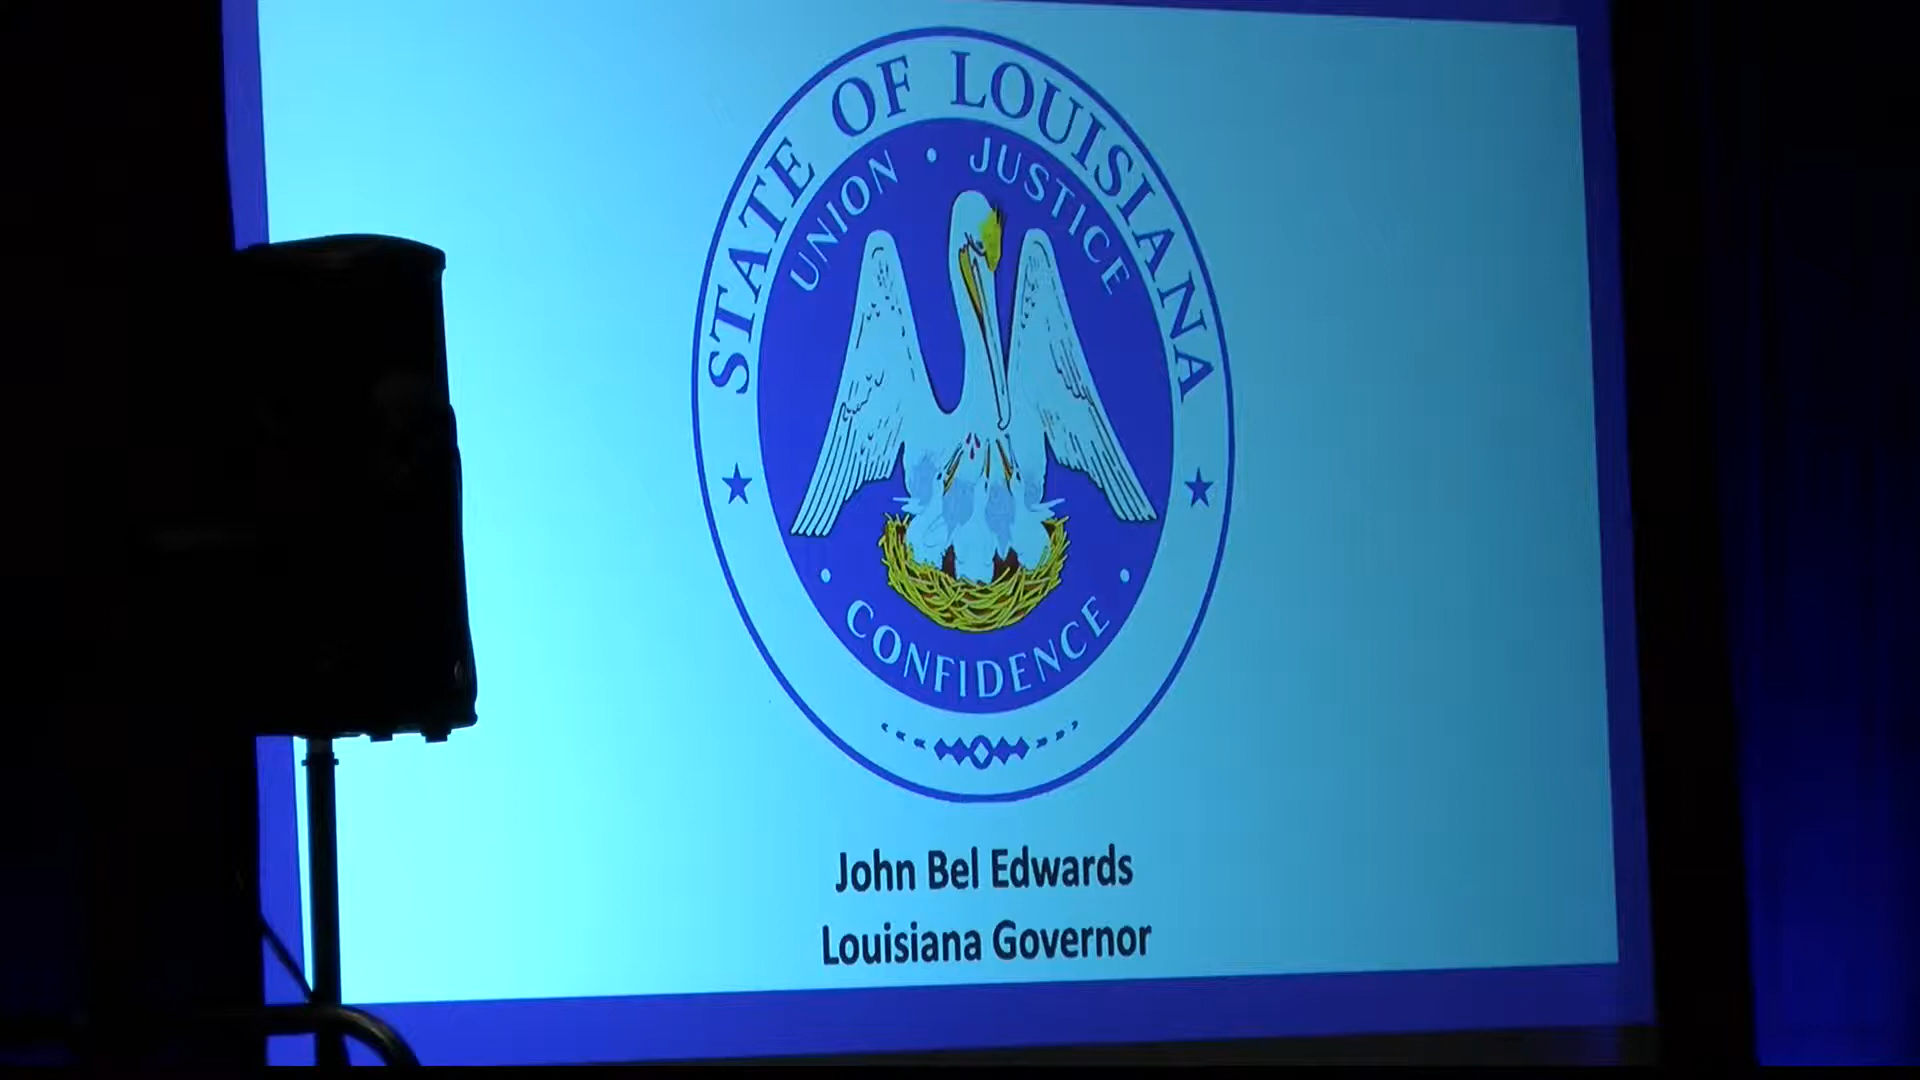 STATE OF LOUISIANA
UNION • JUSTICE
• CONFIDENCE •
John Bel Edwards
Louisiana Governor